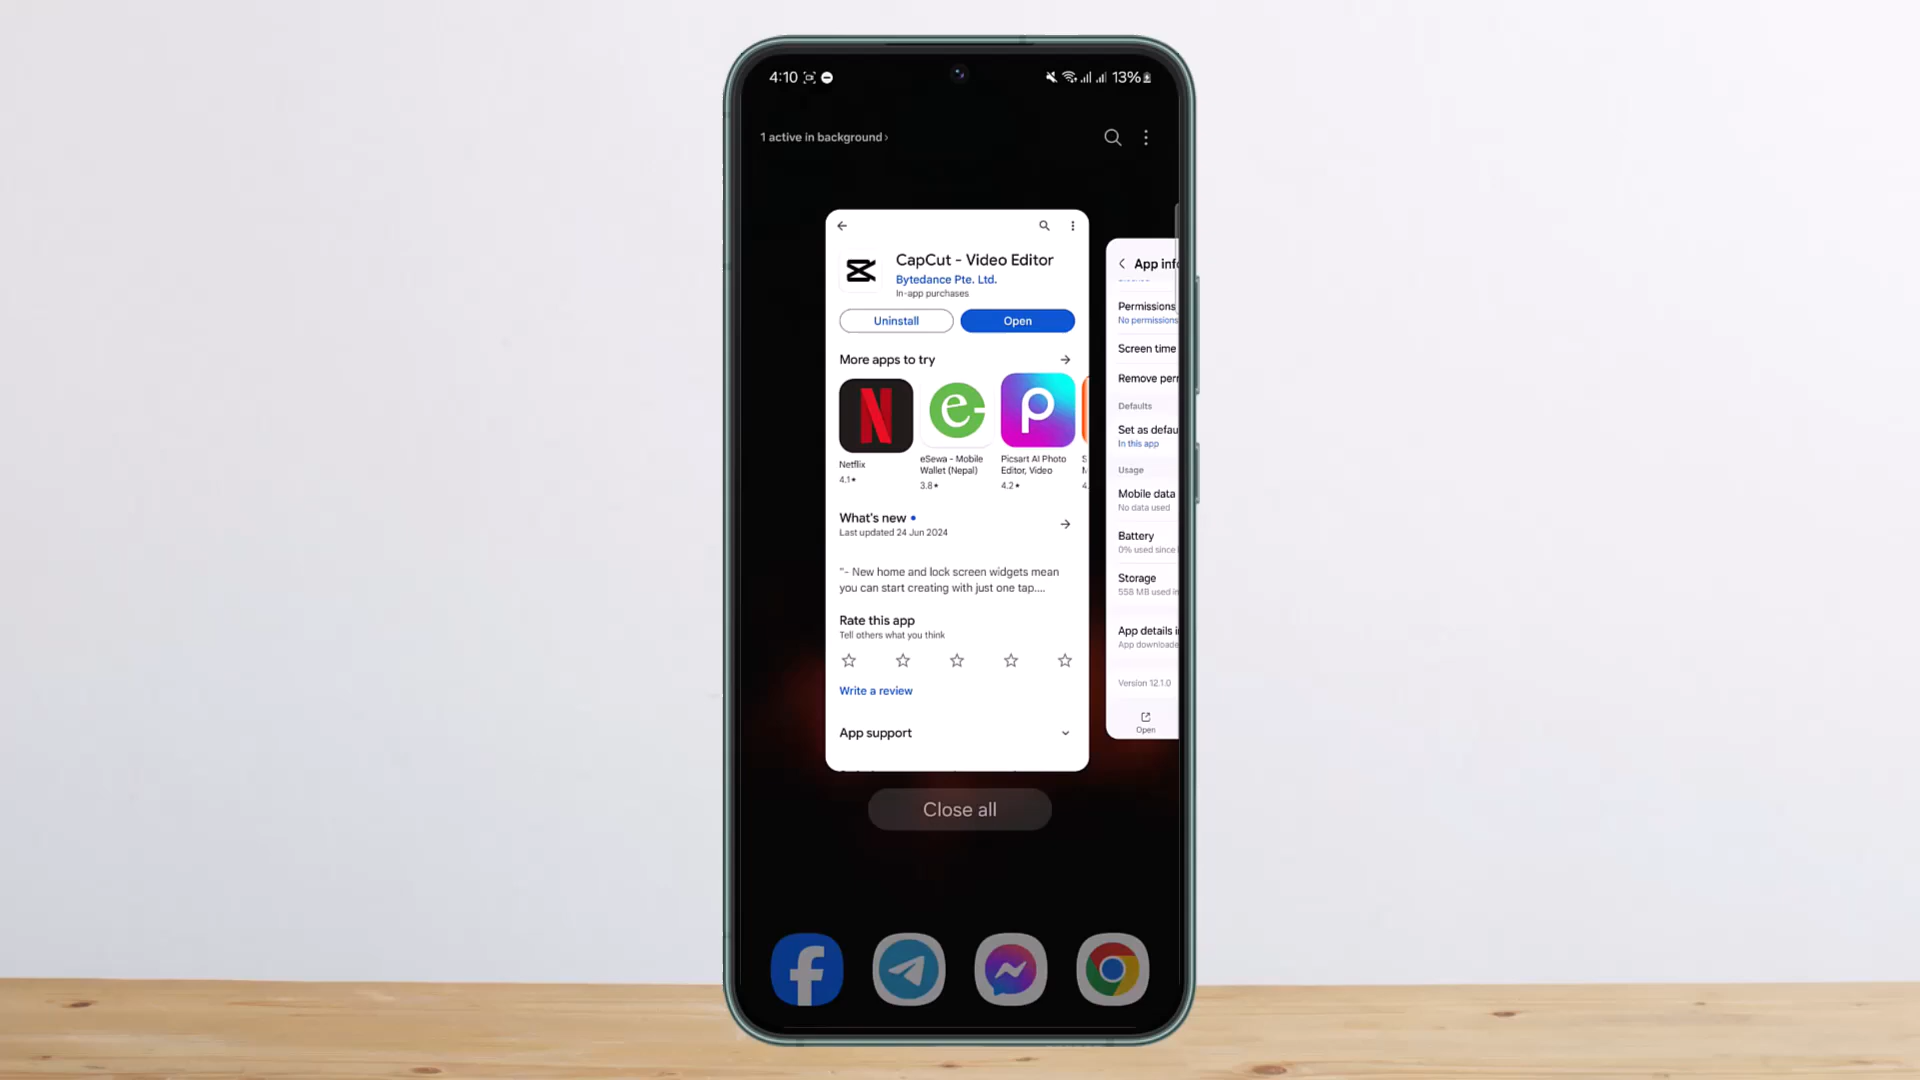 4:10
13%
1 active in background ›
CapCut - Video Editor
Bytedance Pte. Ltd.
In-app purchases
Uninstall
Open
More apps to try
Netflix
4.1★
eSewa - Mobile
Wallet (Nepal)
3.8★
Picsart AI Photo
Editor, Video
4.2★
S
M
4.
What's new
Last updated 24 Jun 2024
"- New home and lock screen widgets mean
you can start creating with just one tap....
Rate this app
Tell others what you think
Write a review
App support
App info
Permissions
No permissions
Screen time
Remove perr
Defaults
Set as defau
In this app
Usage
Mobile data
No data used
Battery
0% used since
Storage
558 MB used in
App details i
App downloade
Version 12.1.0
Open
Close all